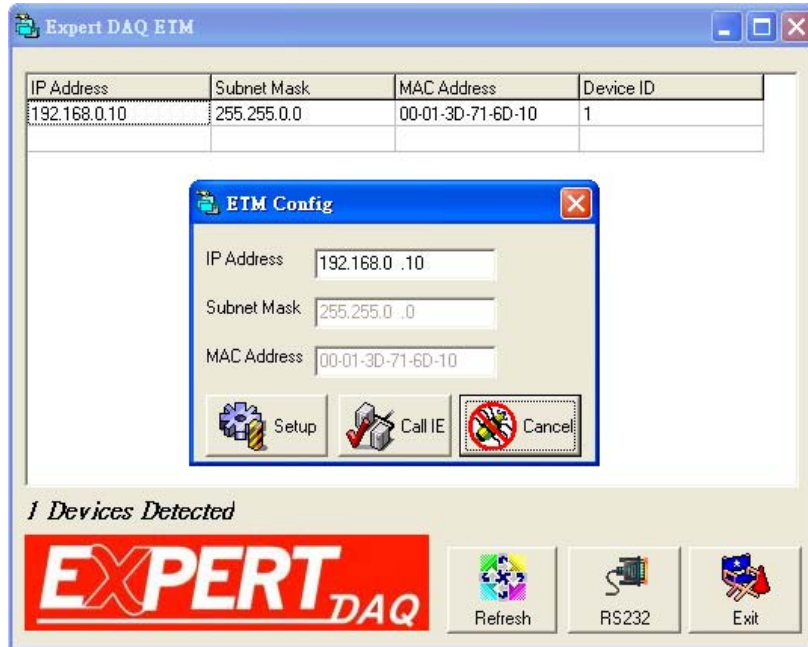 Expert DAQ ETM
IP Address Subnet Mask MAC Address Device ID
192.168.0.10 255.255.0.0 00-01-3D-71-6D-10 1
ETM Config
IP Address 192.168.0 .10
Subnet Mask 255.255.0 .0
MAC Address 00-01-3D-71-6D-10
Setup Call IE Cancel
1 Devices Detected
EXPERT DAQ
Refresh RS232 Exit